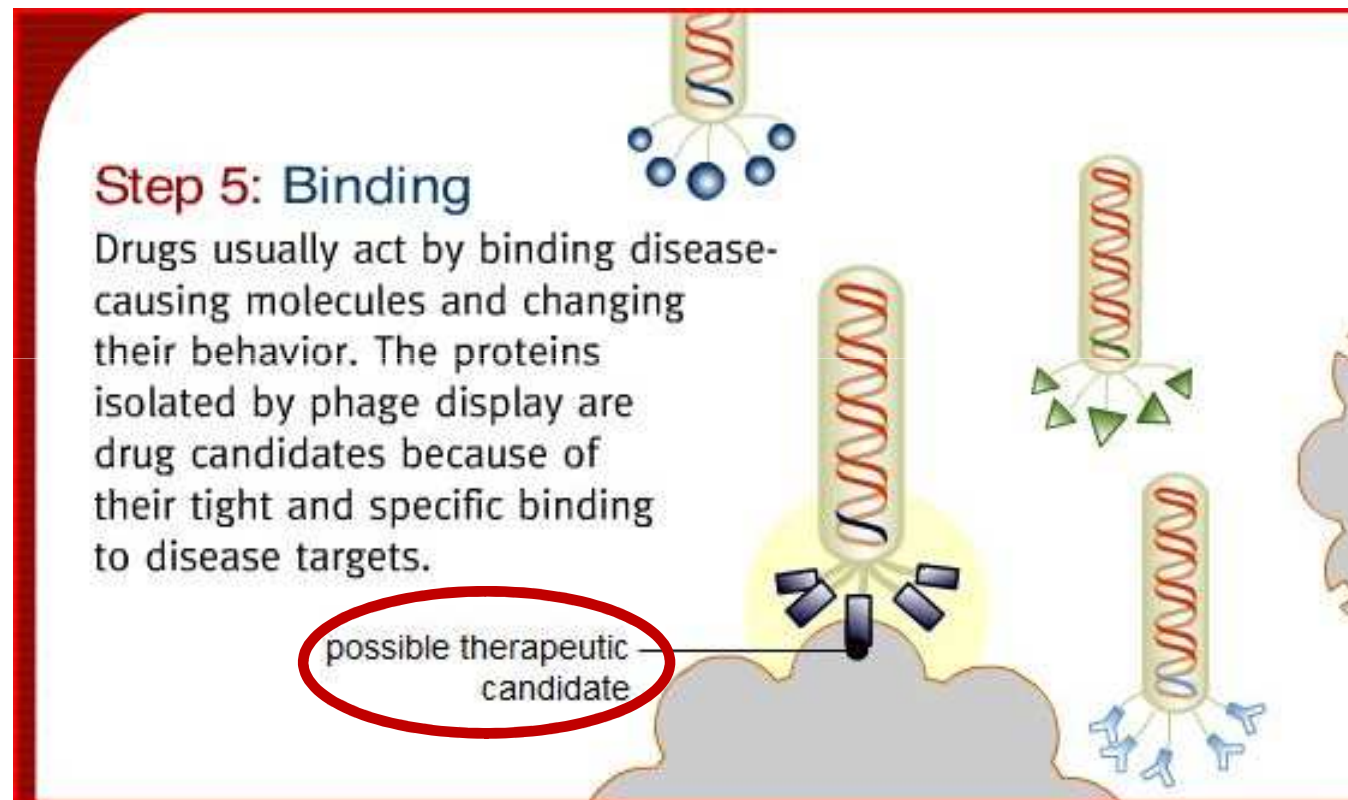 Step 5: Binding
Drugs usually act by binding disease-
causing molecules and changing
their behavior. The proteins
isolated by phage display are
drug candidates because of
their tight and specific binding
to disease targets.
possible therapeutic
candidate